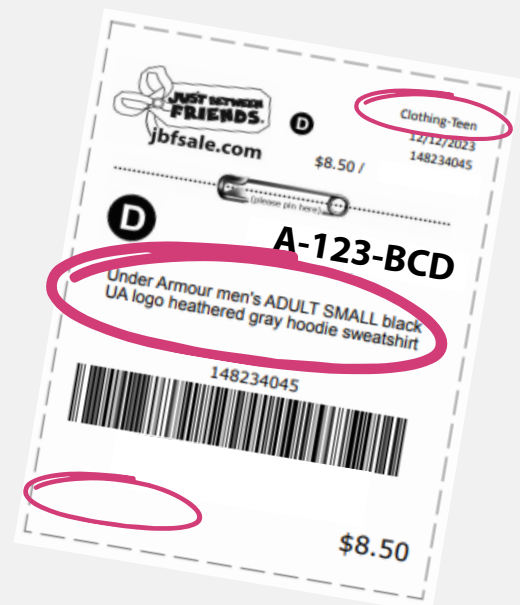 JUST BETWEEN
FRIENDS.
jbfsale.com
D
$8.50 /
Clothing-Teen
12/12/2023
148234045
(please pin here)
D
A-123-BCD
Under Armour men's ADULT SMALL black
UA logo heathered gray hoodie sweatshirt
148234045
$8.50